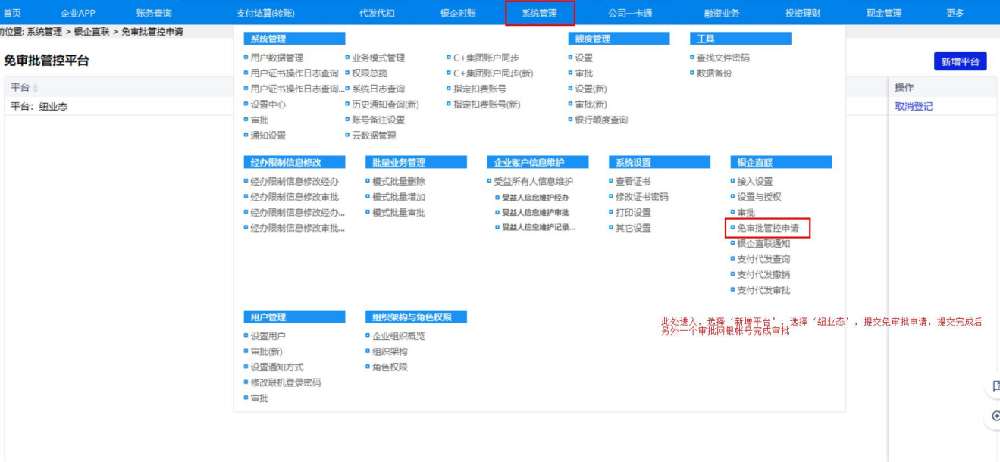 首页 企业APP 账务查询 支付结算(转账) 代发代扣 银企对账 系统管理 公司一卡通 融资业务 投资理财 现金管理 更多
前位置: 系统管理 > 银企直联 > 免审批管控申请
免审批管控平台
新增平台
平台
操作
平台：纽业态
取消登记
系统管理
用户数据管理 业务模式管理 C+集团账户同步
用户证书操作日志查询 权限总揽 C+集团账户同步(新)
用户证书操作日志查询... 系统日志查询 指定扣费账号
设置中心 历史通知查询(新) 指定扣费账号(新)
审批 账号备注设置
通知设置 云数据管理
额度管理
设置
审批
设置(新)
审批(新)
银行额度查询
工具
查找文件密码
数据备份
经办限制信息修改
经办限制信息修改经办
经办限制信息修改审批
经办限制信息修改经办...
经办限制信息修改审批...
批量业务管理
模式批量删除
模式批量增加
模式批量审批
企业账户信息维护
受益所有人信息维护
受益人信息维护经办
受益人信息维护审批
受益人信息维护记录...
系统设置
查看证书
修改证书密码
打印设置
其它设置
银企直联
接入设置
设置与授权
审批
免审批管控申请
银企直联通知
支付代发查询
支付代发撤销
支付代发审批
用户管理
设置用户
审批(新)
设置通知方式
修改联机登录密码
审批
组织架构与角色权限
企业组织概览
组织架构
角色权限
此处进入，选择‘新增平台’，选择‘纽业态’，提交免审批申请，提交完成后
另外一个审批网银帐号完成审批